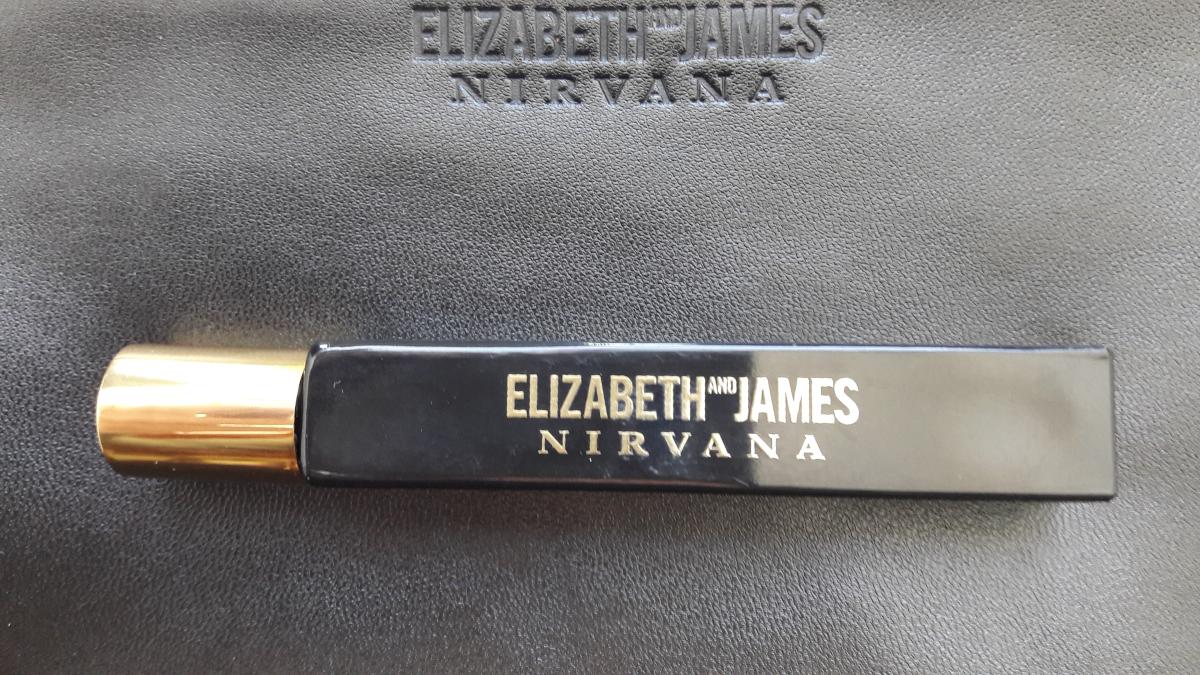 ELIZABETH AND JAMES
NIRVANA
ELIZABETH AND JAMES
NIRVANA